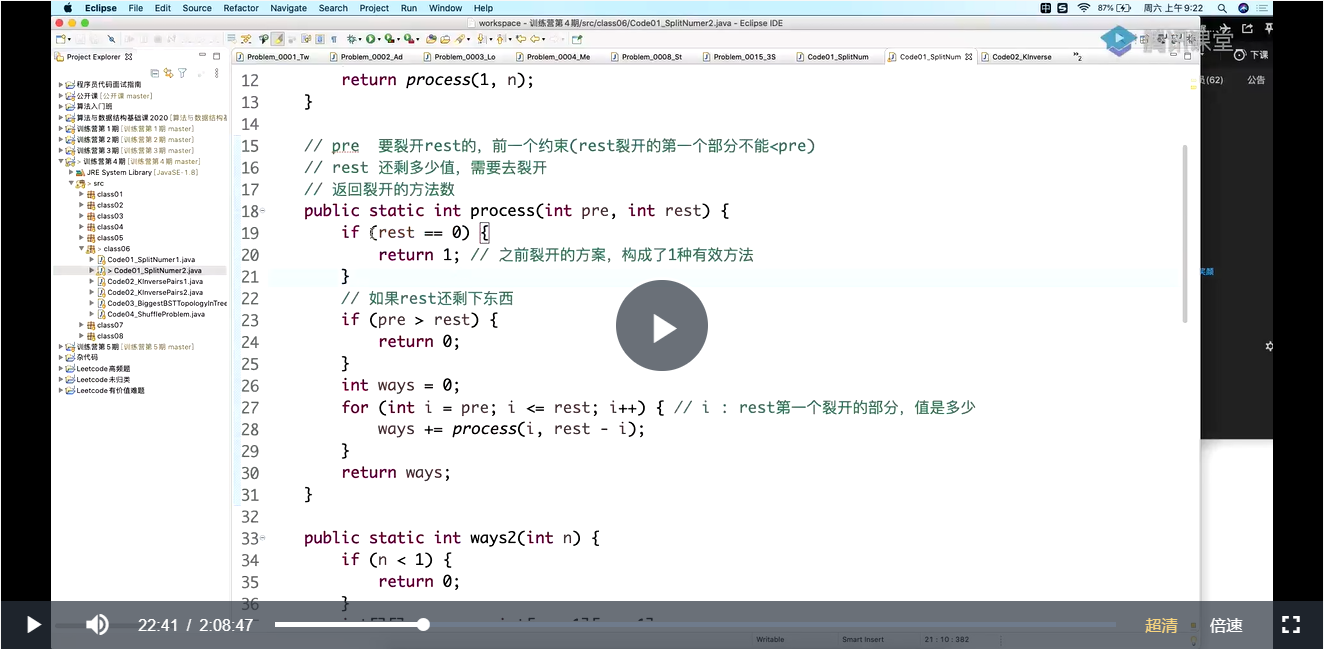 Eclipse File Edit Source Refactor Navigate Search Project Run Window Help 87% 周六 上午9:22
workspace - 训练营第4期/src/class06/Code01_SplitNumer2.java - Eclipse IDE
Project Explorer
Problem_0001_Tw Problem_0002_Ad Problem_0003_Lo Problem_0004_Me Problem_0008_St Problem_0015_3S Code01_SplitNum Code01_SplitNum Code02_KInverse 2
下课
(62) 公告
程序员代码面试指南
公开课 [公开课 master]
算法入门班
算法与数据结构基础课2020 [算法与数据结构基
训练营第1期 [训练营第1期 master]
训练营第2期 [训练营第2期 master]
训练营第3期 [训练营第3期 master]
> 训练营第4期 [训练营第4期 master]
JRE System Library [JavaSE-1.8]
> src
class01
class02
class03
class04
class05
> class06
Code01_SplitNumer1.java
> Code01_SplitNumer2.java
Code02_KInversePairs1.java
Code02_KInversePairs2.java
Code03_BiggestBSTTopologyInTree
Code04_ShuffleProblem.java
class07
class08
训练营第5期 [训练营第5期 master]
杂代码
Leetcode高频题
Leetcode未归类
Leetcode有价值难题
12 return process(1, n);
13 }
14
15 // pre 要裂开rest的，前一个约束(rest裂开的第一个部分不能<pre)
16 // rest 还剩多少值，需要去裂开
17 // 返回裂开的方法数
18 public static int process(int pre, int rest) {
19 if (rest == 0) {
20 return 1; // 之前裂开的方案，构成了1种有效方法
21 }
22 // 如果rest还剩下东西
23 if (pre > rest) {
24 return 0;
25 }
26 int ways = 0;
27 for (int i = pre; i <= rest; i++) { // i : rest第一个裂开的部分，值是多少
28 ways += process(i, rest - i);
29 }
30 return ways;
31 }
32
33 public static int ways2(int n) {
34 if (n < 1) {
35 return 0;
36 }
22:41 / 2:08:47 超清 倍速
Writable Smart Insert 21 : 10 : 382